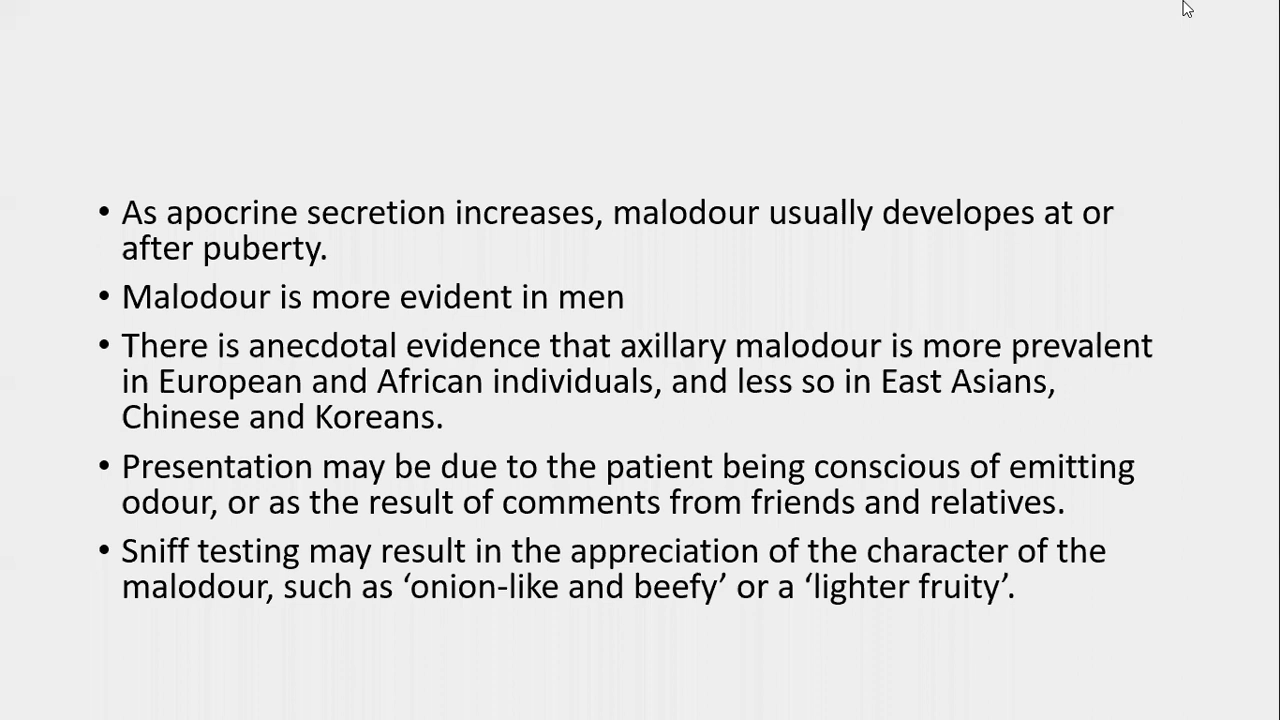 • As apocrine secretion increases, malodour usually developes at or
after puberty.
• Malodour is more evident in men
• There is anecdotal evidence that axillary malodour is more prevalent
in European and African individuals, and less so in East Asians,
Chinese and Koreans.
• Presentation may be due to the patient being conscious of emitting
odour, or as the result of comments from friends and relatives.
• Sniff testing may result in the appreciation of the character of the
malodour, such as ‘onion-like and beefy’ or a ‘lighter fruity’.